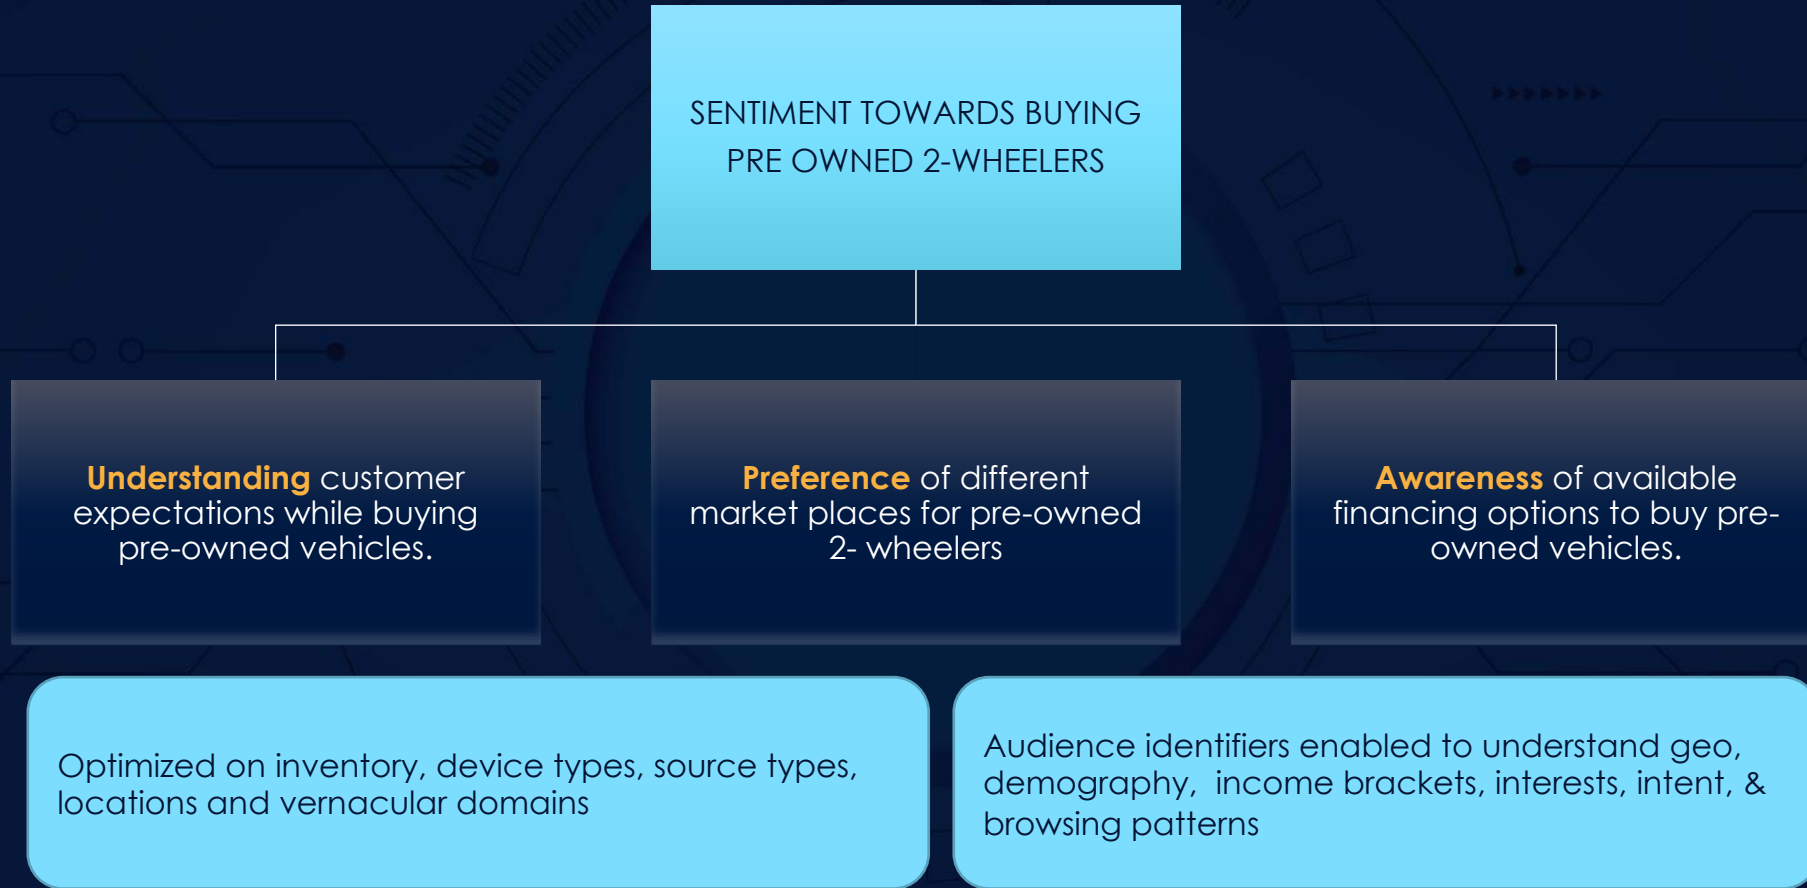 SENTIMENT TOWARDS BUYING
PRE OWNED 2-WHEELERS
Understanding customer
expectations while buying
pre-owned vehicles.
Preference of different
market places for pre-owned
2- wheelers
Awareness of available
financing options to buy pre-
owned vehicles.
Optimized on inventory, device types, source types,
locations and vernacular domains
Audience identifiers enabled to understand geo,
demography,  income brackets, interests, intent, &
browsing patterns